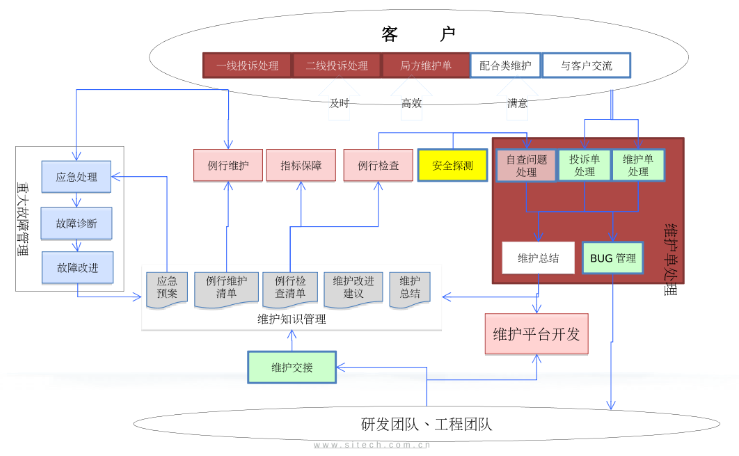 客 户
一线投诉处理 二线投诉处理 局方维护单 配合类维护 与客户交流
及时 高效 满意
例行维护 指标保障 例行检查 安全探测
自查问题
处理
投诉单
处理
维护单
处理
重大故障管理
应急处理
故障诊断
故障改进
维护单处理
维护总结
BUG 管理
应急
预案
例行维护
清单
例行检
查清单
维护改进
建议
维护
总结
维护知识管理
维护平台开发
维护交接
研发团队、工程团队
www.sitech.com.cn